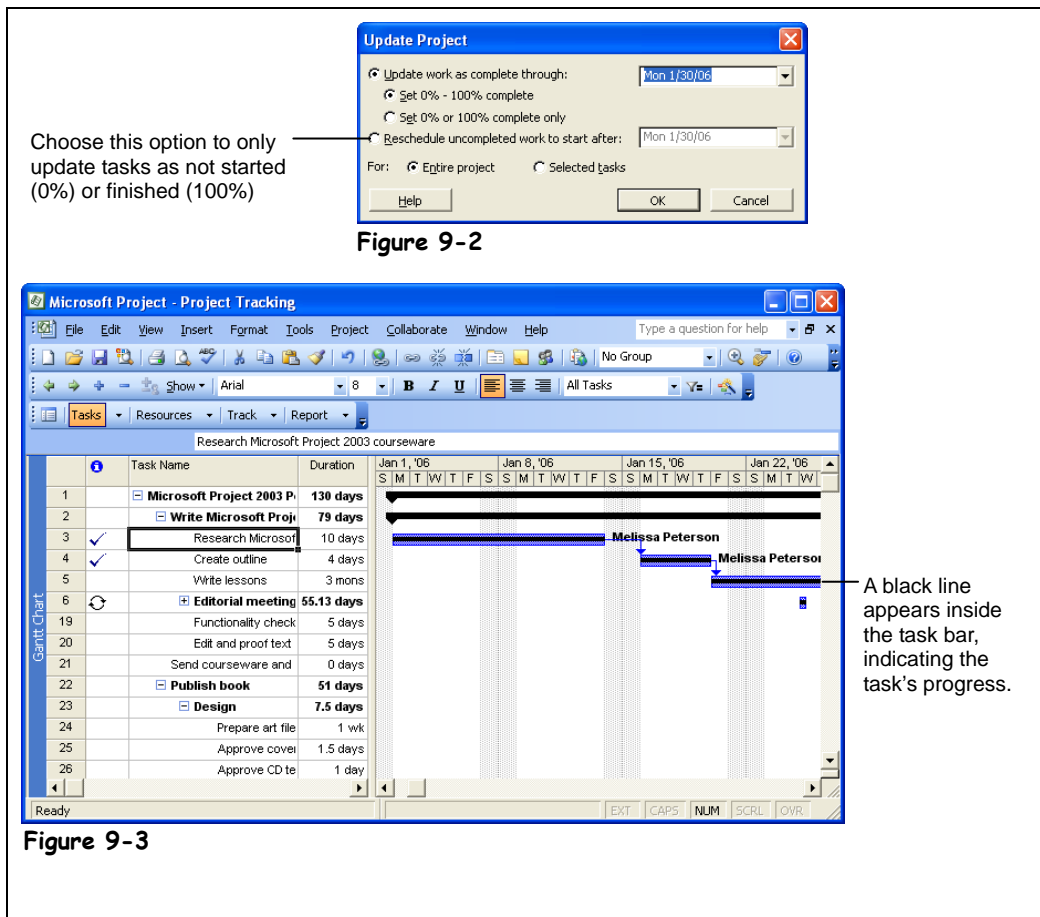 Update Project
Update work as complete through: Mon 1/30/06
Set 0% - 100% complete
Set 0% or 100% complete only
Reschedule uncompleted work to start after: Mon 1/30/06
For: Entire project Selected tasks
Help OK Cancel
Choose this option to only
update tasks as not started
(0%) or finished (100%)
Figure 9-2
Microsoft Project - Project Tracking
File Edit View Insert Format Tools Project Collaborate Window Help Type a question for help
No Group
Show Arial 8 B I U All Tasks
Tasks Resources Track Report
Research Microsoft Project 2003 courseware
Task Name Duration Jan 1, '06 Jan 8, '06 Jan 15, '06 Jan 22, '06
S M T W T F S S M T W T F S S M T W T F S S M T W
1 Microsoft Project 2003 P 130 days
2 Write Microsoft Proj 79 days
3 Research Microsof 10 days Melissa Peterson
4 Create outline 4 days Melissa Peterson
5 Write lessons 3 mons
6 Editorial meeting 55.13 days
19 Functionality check 5 days
20 Edit and proof text 5 days
21 Send courseware and 0 days
22 Publish book 51 days
23 Design 7.5 days
24 Prepare art file 1 wk
25 Approve cover 1.5 days
26 Approve CD te 1 day
Gantt Chart
Ready EXT CAPS NUM SCRL OVR
A black line
appears inside
the task bar,
indicating the
task's progress.
Figure 9-3